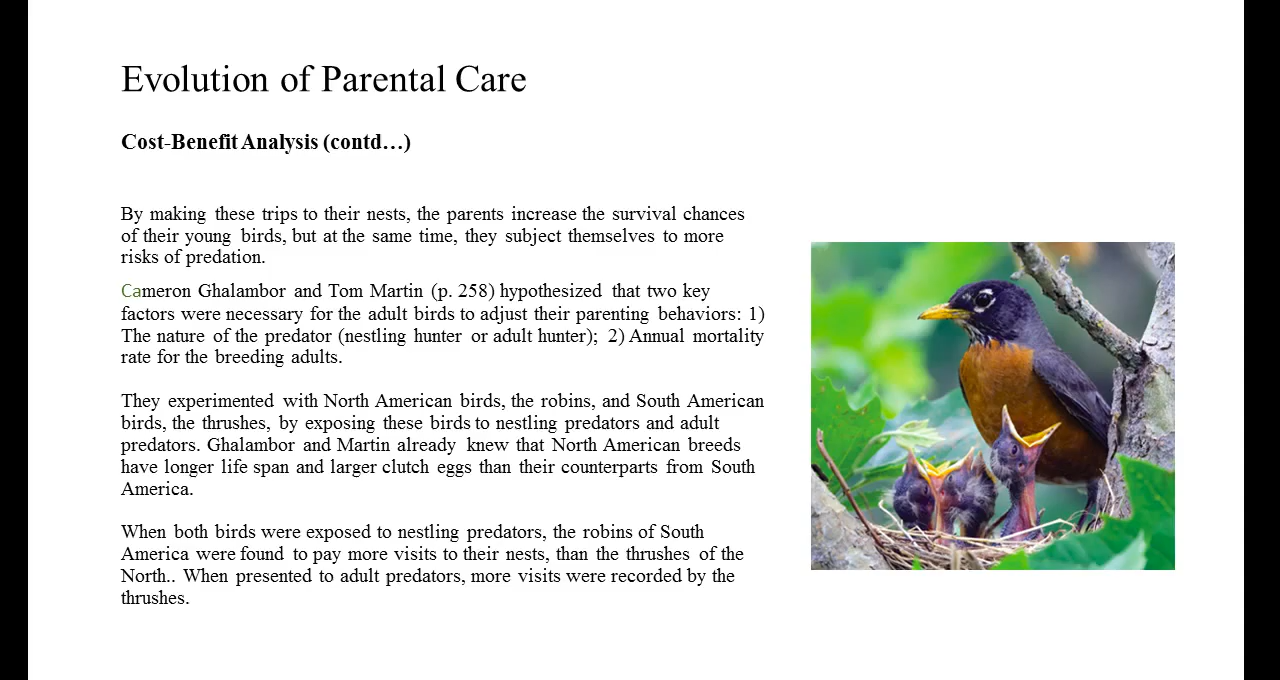 Evolution of Parental Care
Cost-Benefit Analysis (contd…)
By making these trips to their nests, the parents increase the survival chances
of their young birds, but at the same time, they subject themselves to more
risks of predation.
Cameron Ghalambor and Tom Martin (p. 258) hypothesized that two key
factors were necessary for the adult birds to adjust their parenting behaviors: 1)
The nature of the predator (nestling hunter or adult hunter); 2) Annual mortality
rate for the breeding adults.
They experimented with North American birds, the robins, and South American
birds, the thrushes, by exposing these birds to nestling predators and adult
predators. Ghalambor and Martin already knew that North American breeds
have longer life span and larger clutch eggs than their counterparts from South
America.
When both birds were exposed to nestling predators, the robins of South
America were found to pay more visits to their nests, than the thrushes of the
North.. When presented to adult predators, more visits were recorded by the
thrushes.